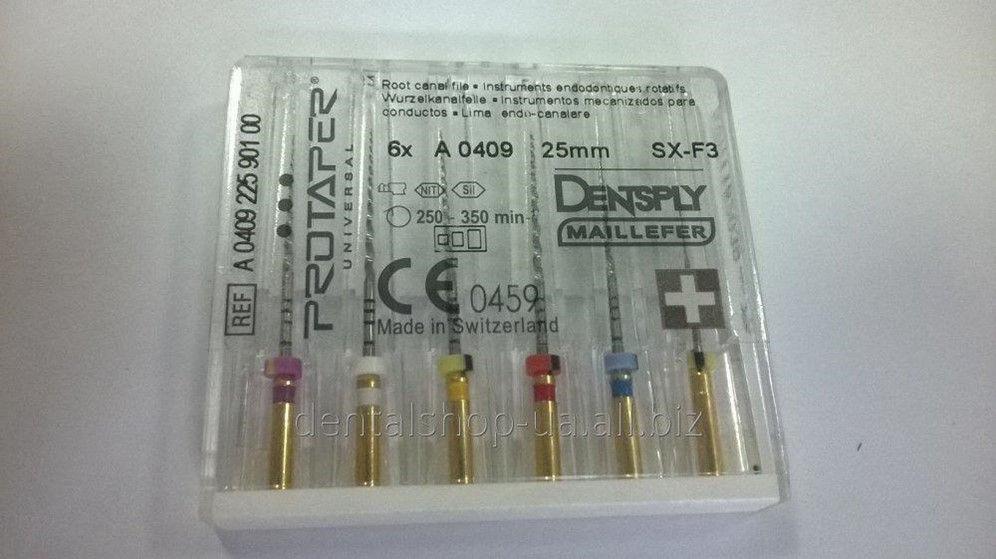 Root canal file ▪ Instruments endodontiques rotatifs
Wurzelkanalfeile ▪ Instrumentos mecanizados para
conductos ▪ Lima endo-canalare
6x A 0409 25mm SX-F3
REF A 0409 225 901 00
PROTAPER®
UNIVERSAL
NiTi Sil
250 - 350 min-
DENSPLY
MAILLEFER
CE 0459
Made in Switzerland
dentalshop-ua.all.biz